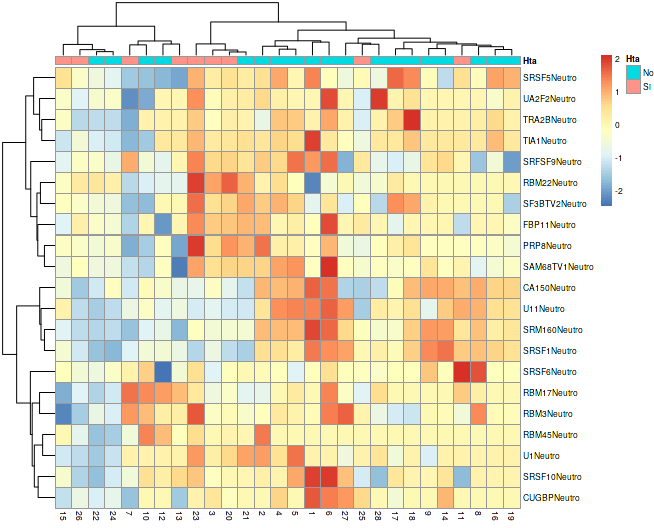 Hta
Hta
No
Si
2
1
0
-1
-2
SRSF5Neutro
UA2F2Neutro
TRA2BNeutro
TIA1Neutro
SRFSF9Neutro
RBM22Neutro
SF3BTV2Neutro
FBP11Neutro
PRP8Neutro
SAM68TV1Neutro
CA150Neutro
U11Neutro
SRM160Neutro
SRSF1Neutro
SRSF6Neutro
RBM17Neutro
RBM3Neutro
RBM45Neutro
U1Neutro
SRSF10Neutro
CUGBPNeutro
15 26 22 24 7 10 12 13 23 3 20 21 2 4 5 1 6 27 25 28 17 18 9 14 11 8 16 19